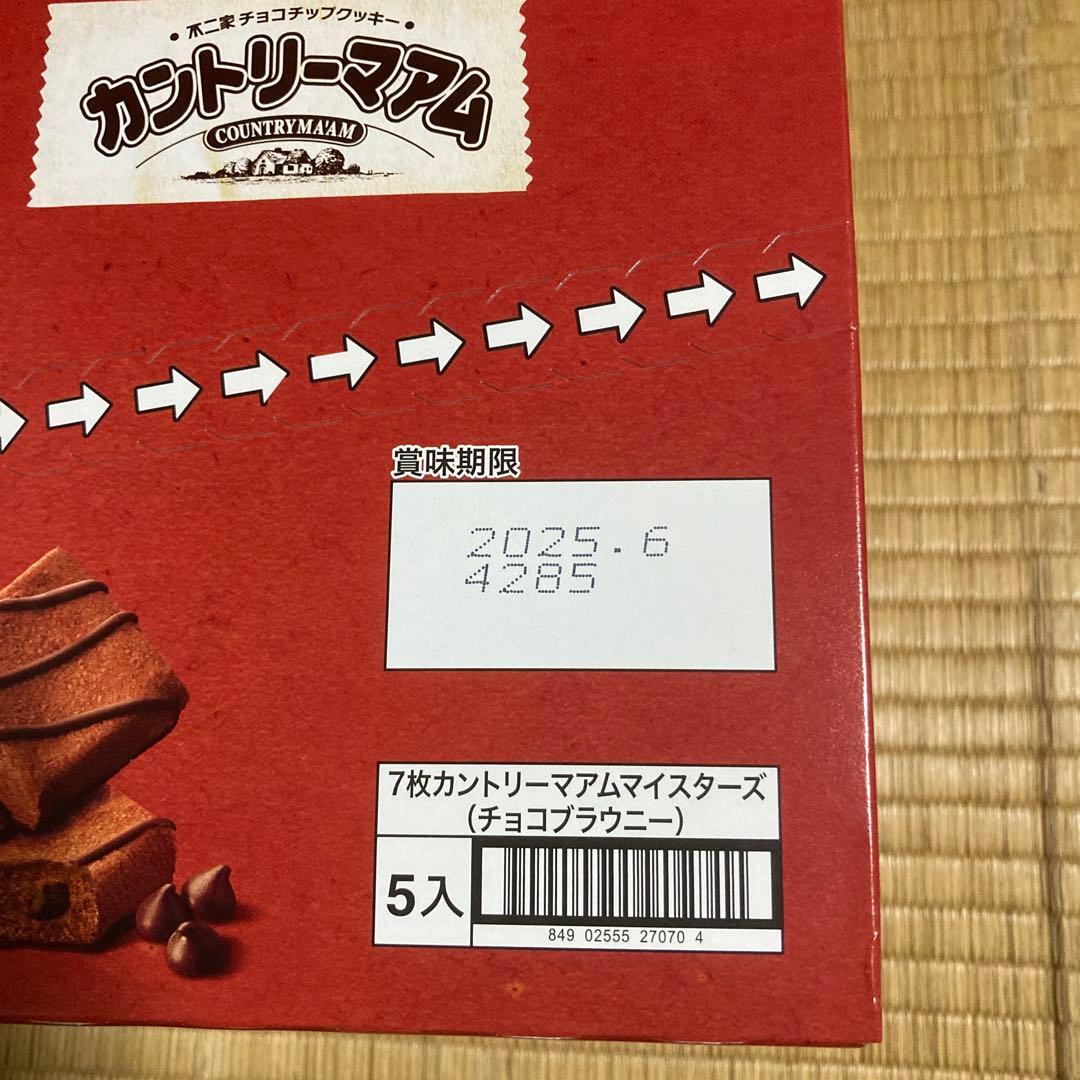 • 不二家 チョコチップクッキー •
カントリーマアム
COUNTRY MA'AM
賞味期限
2025.6
4285
7枚カントリーマアムマイスターズ
(チョコブラウニー)
5入
849 02555 27070 4